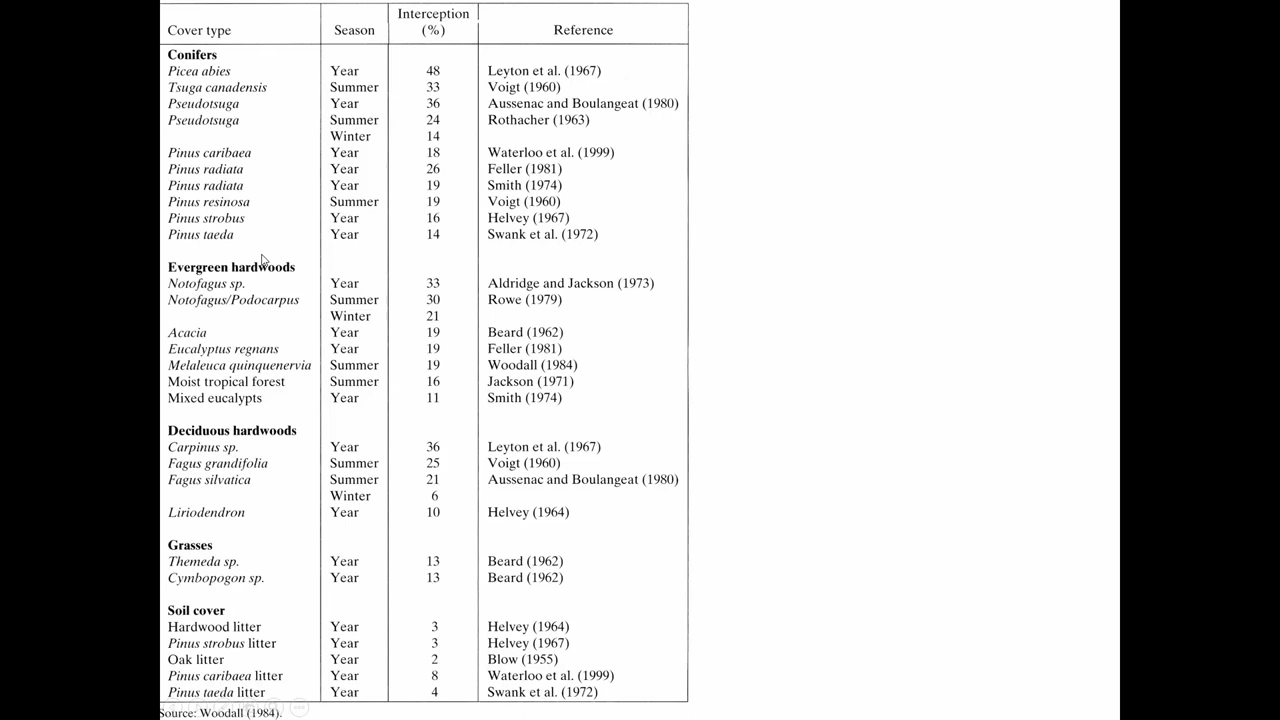 Cover type Season Interception (%) Reference
Conifers
Picea abies Year 48 Leyton et al. (1967)
Tsuga canadensis Summer 33 Voigt (1960)
Pseudotsuga Year 36 Aussenac and Boulangeat (1980)
Pseudotsuga Summer 24 Rothacher (1963)
Winter 14
Pinus caribaea Year 18 Waterloo et al. (1999)
Pinus radiata Year 26 Feller (1981)
Pinus radiata Year 19 Smith (1974)
Pinus resinosa Summer 19 Voigt (1960)
Pinus strobus Year 16 Helvey (1967)
Pinus taeda Year 14 Swank et al. (1972)
Evergreen hardwoods
Notofagus sp. Year 33 Aldridge and Jackson (1973)
Notofagus/Podocarpus Summer 30 Rowe (1979)
Winter 21
Acacia Year 19 Beard (1962)
Eucalyptus regnans Year 19 Feller (1981)
Melaleuca quinquenervia Summer 19 Woodall (1984)
Moist tropical forest Summer 16 Jackson (1971)
Mixed eucalypts Year 11 Smith (1974)
Deciduous hardwoods
Carpinus sp. Year 36 Leyton et al. (1967)
Fagus grandifolia Summer 25 Voigt (1960)
Fagus silvatica Summer 21 Aussenac and Boulangeat (1980)
Winter 6
Liriodendron Year 10 Helvey (1964)
Grasses
Themeda sp. Year 13 Beard (1962)
Cymbopogon sp. Year 13 Beard (1962)
Soil cover
Hardwood litter Year 3 Helvey (1964)
Pinus strobus litter Year 3 Helvey (1967)
Oak litter Year 2 Blow (1955)
Pinus caribaea litter Year 8 Waterloo et al. (1999)
Pinus taeda litter Year 4 Swank et al. (1972)
Source: Woodall (1984).